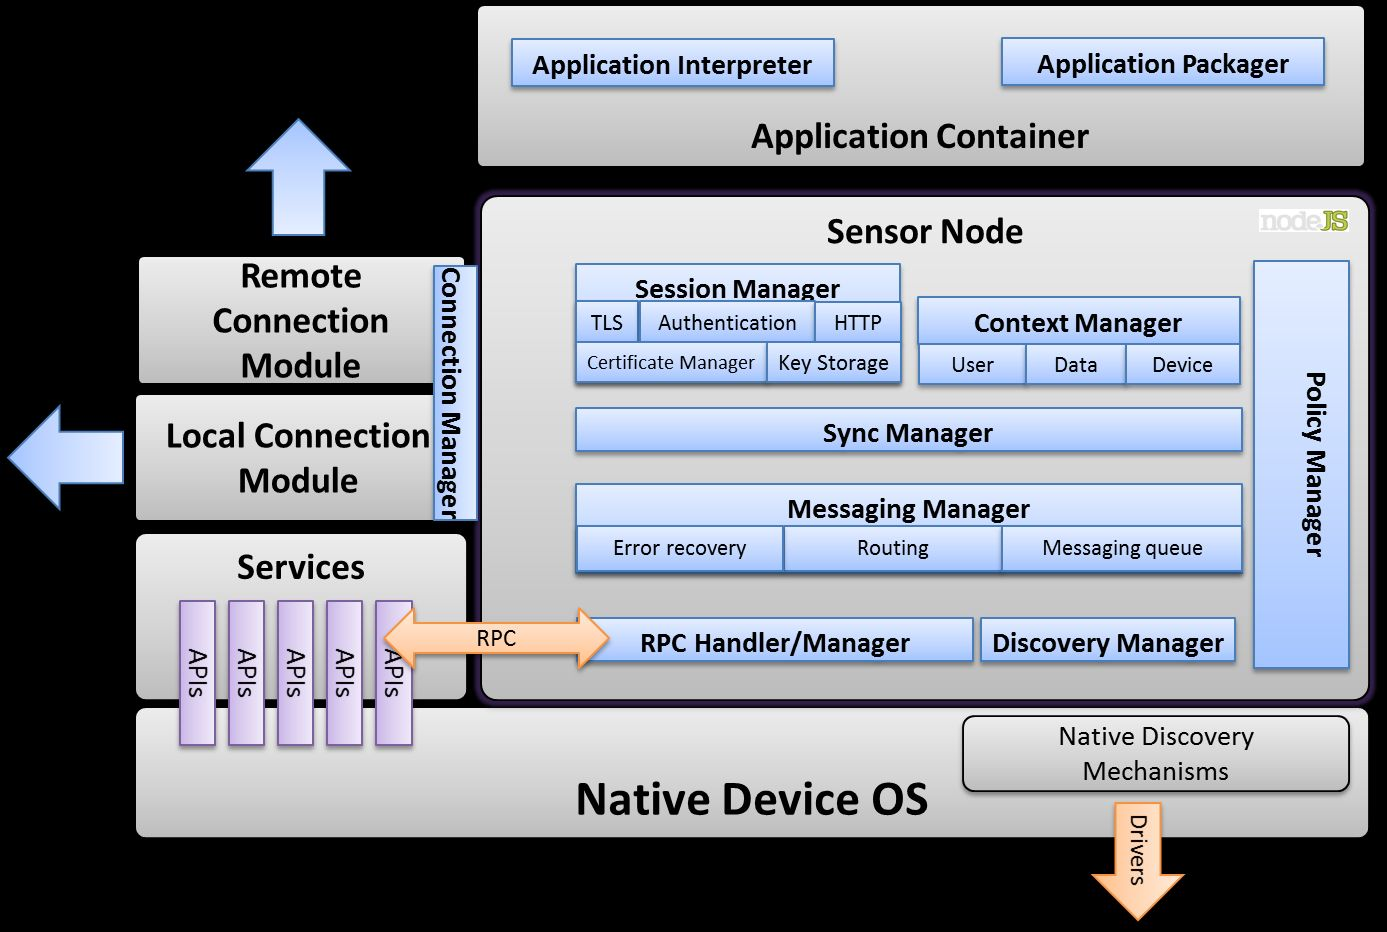 Application Interpreter
Application Packager
Application Container
Sensor Node
nodeJS
Remote
Connection
Module
Connection Manager
Local Connection
Module
Session Manager
TLS
Authentication
HTTP
Certificate Manager
Key Storage
Context Manager
User
Data
Device
Sync Manager
Policy Manager
Messaging Manager
Error recovery
Routing
Messaging queue
Services
APIs
APIs
APIs
APIs
APIs
RPC
RPC Handler/Manager
Discovery Manager
Native Discovery
Mechanisms
Native Device OS
Drivers